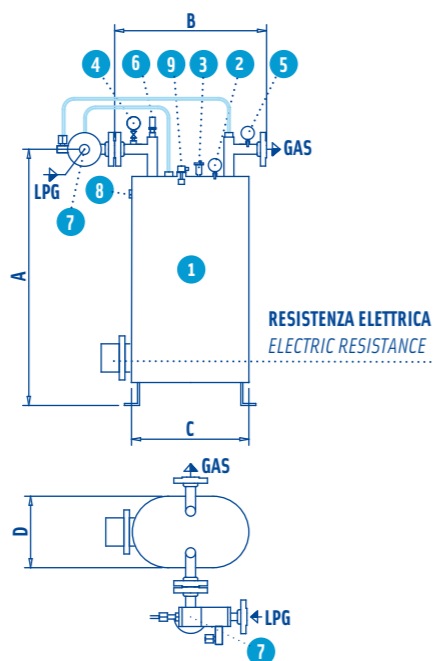 B
4 6 9 3 2 5
GAS
LPG
7
8
A
1
RESISTENZA ELETTRICA
ELECTRIC RESISTANCE
C
GAS
D
LPG
7